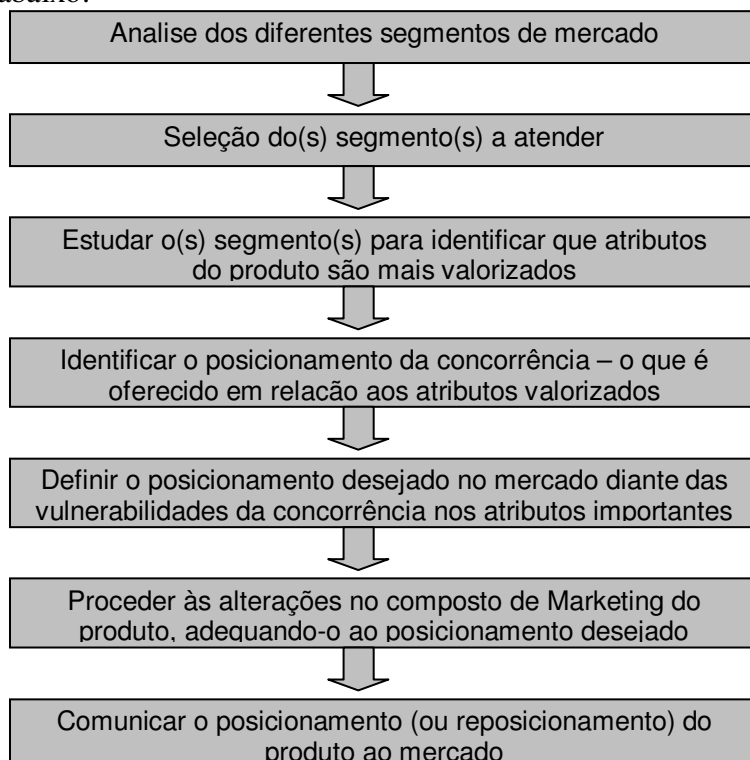 abaixo:
Analise dos diferentes segmentos de mercado
Seleção do(s) segmento(s) a atender
Estudar o(s) segmento(s) para identificar que atributos
do produto são mais valorizados
Identificar o posicionamento da concorrência – o que é
oferecido em relação aos atributos valorizados
Definir o posicionamento desejado no mercado diante das
vulnerabilidades da concorrência nos atributos importantes
Proceder às alterações no composto de Marketing do
produto, adequando-o ao posicionamento desejado
Comunicar o posicionamento (ou reposicionamento) do
produto ao mercado